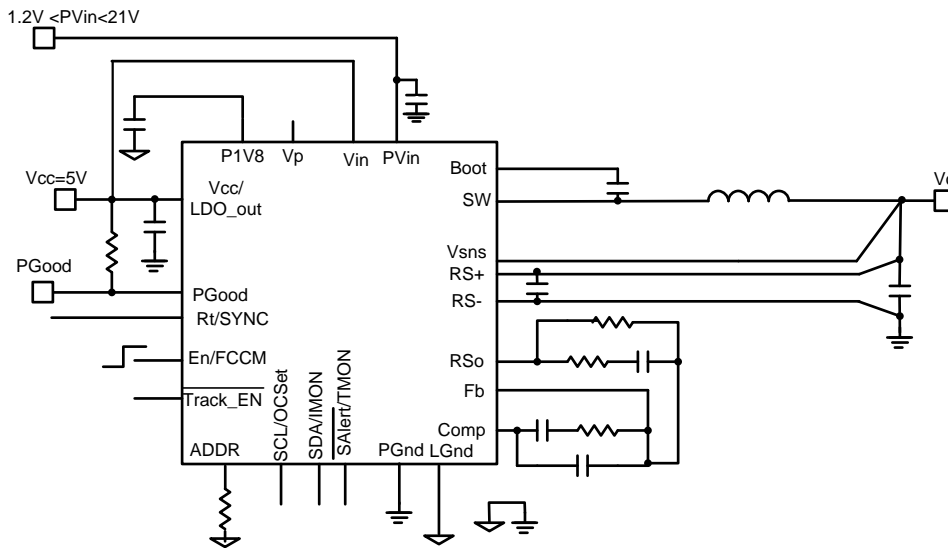 1.2V <PVin<21V
P1V8
Vp
Vin
PVin
Vcc=5V
Vcc/
LDO_out
Boot
SW
Vsns
RS+
RS-
PGood
PGood
Rt/SYNC
En/FCCM
Track_EN
RSo
Fb
Comp
ADDR
SCL/OCSet
SDA/IMON
SAlert/TMON
PGnd
LGnd